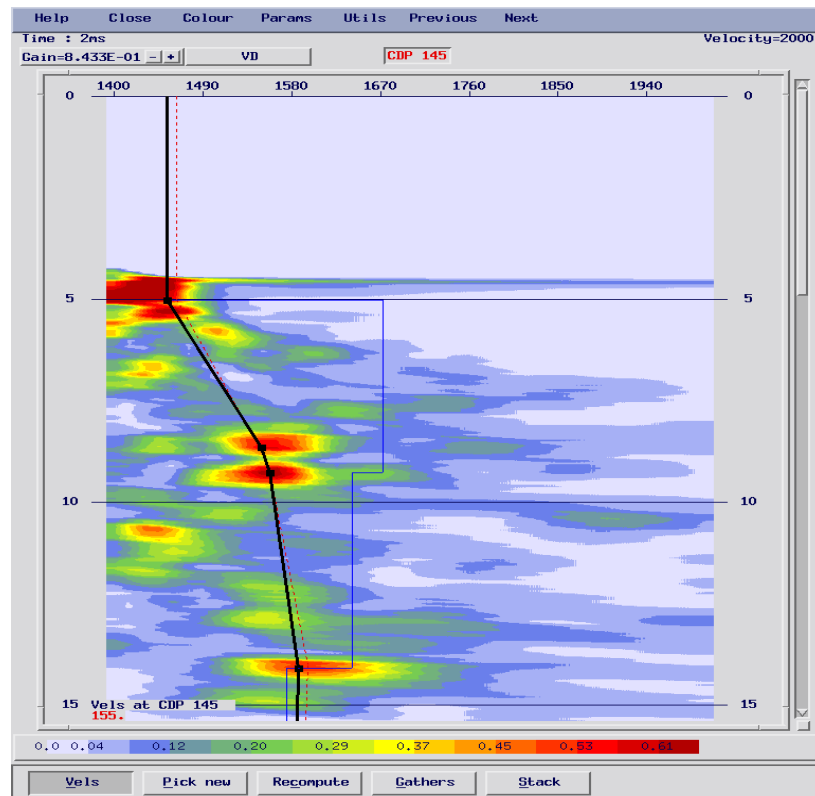 Help Close Colour Params Utils Previous Next
Time : 2ms Velocity=2000
Gain=8.433E-01 - + VD CDP 145
1400 1490 1580 1670 1760 1850 1940
0 0
5 5
10 10
15 15
Vels at CDP 145
155.
0.0 0.04 0.12 0.20 0.29 0.37 0.45 0.53 0.61
Vels Pick new Recompute Gathers Stack